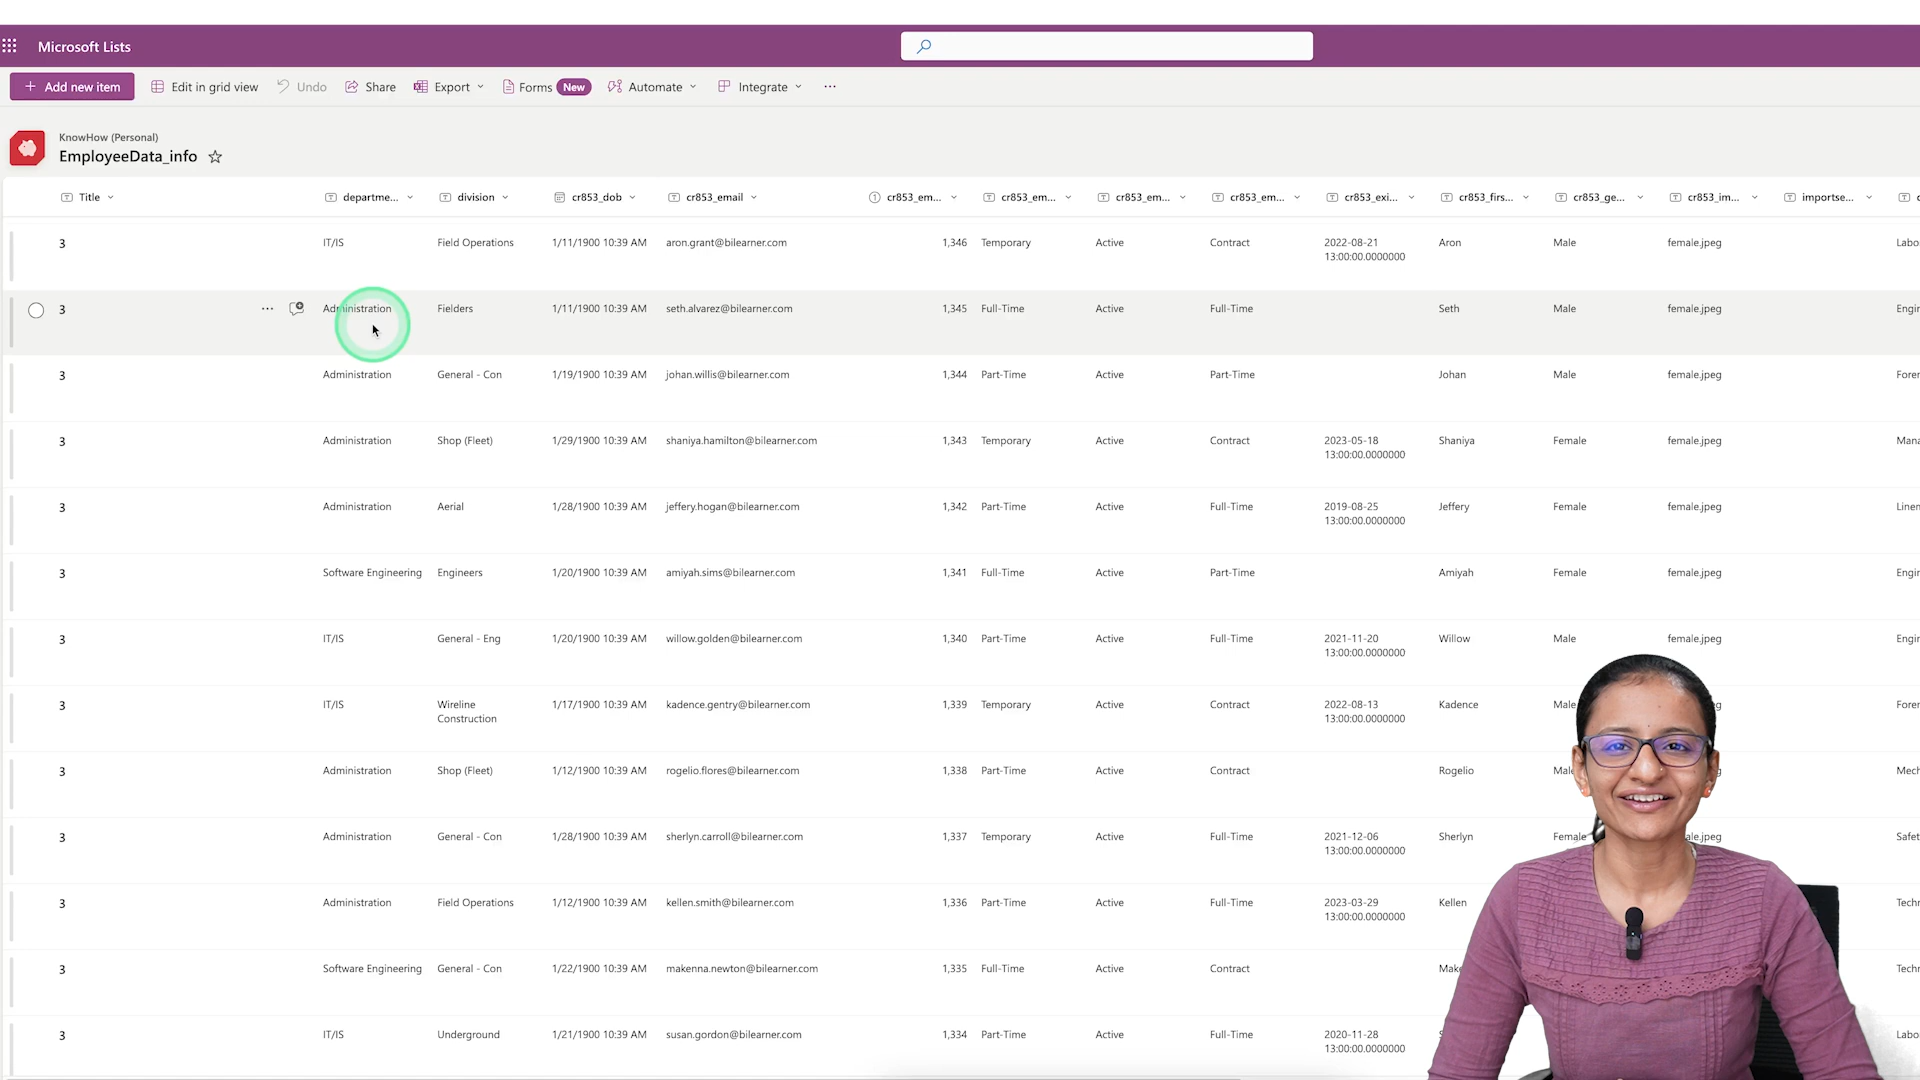 Microsoft Lists
Add new item Edit in grid view Undo Share Export Forms New Automate Integrate ...
KnowHow (Personal)
EmployeeData_info
Title departme... division cr853_dob cr853_email cr853_em... cr853_em... cr853_em... cr853_em... cr853_exi... cr853_firs... cr853_ge... cr853_im... importse...
3 IT/IS Field Operations 1/11/1900 10:39 AM aron.grant@bilearner.com 1,346 Temporary Active Contract 2022-08-21 Aron Male female.jpeg Labo
13:00:00.0000000
3 ... Administration Fielders 1/11/1900 10:39 AM seth.alvarez@bilearner.com 1,345 Full-Time Active Full-Time Seth Male female.jpeg Engir
3 Administration General - Con 1/19/1900 10:39 AM johan.willis@bilearner.com 1,344 Part-Time Active Part-Time Johan Male female.jpeg Forer
3 Administration Shop (Fleet) 1/29/1900 10:39 AM shaniya.hamilton@bilearner.com 1,343 Temporary Active Contract 2023-05-18 Shaniya Female female.jpeg Mana
13:00:00.0000000
3 Administration Aerial 1/28/1900 10:39 AM jeffery.hogan@bilearner.com 1,342 Part-Time Active Full-Time 2019-08-25 Jeffery Female female.jpeg Linen
13:00:00.0000000
3 Software Engineering Engineers 1/20/1900 10:39 AM amiyah.sims@bilearner.com 1,341 Full-Time Active Part-Time Amiyah Female female.jpeg Engir
3 IT/IS General - Eng 1/20/1900 10:39 AM willow.golden@bilearner.com 1,340 Part-Time Active Full-Time 2021-11-20 Willow Male female.jpeg Engir
13:00:00.0000000
3 IT/IS Wireline 1/17/1900 10:39 AM kadence.gentry@bilearner.com 1,339 Temporary Active Contract 2022-08-13 Kadence Male Forer
Construction 13:00:00.0000000
3 Administration Shop (Fleet) 1/12/1900 10:39 AM rogelio.flores@bilearner.com 1,338 Part-Time Active Contract Rogelio Male Mech
3 Administration General - Con 1/28/1900 10:39 AM sherlyn.carroll@bilearner.com 1,337 Temporary Active Full-Time 2021-12-06 Sherlyn Female ale.jpeg Safet
13:00:00.0000000
3 Administration Field Operations 1/12/1900 10:39 AM kellen.smith@bilearner.com 1,336 Part-Time Active Full-Time 2023-03-29 Kellen Techr
13:00:00.0000000
3 Software Engineering General - Con 1/22/1900 10:39 AM makenna.newton@bilearner.com 1,335 Full-Time Active Contract Make Techr
3 IT/IS Underground 1/21/1900 10:39 AM susan.gordon@bilearner.com 1,334 Part-Time Active Full-Time 2020-11-28 Labo
13:00:00.0000000